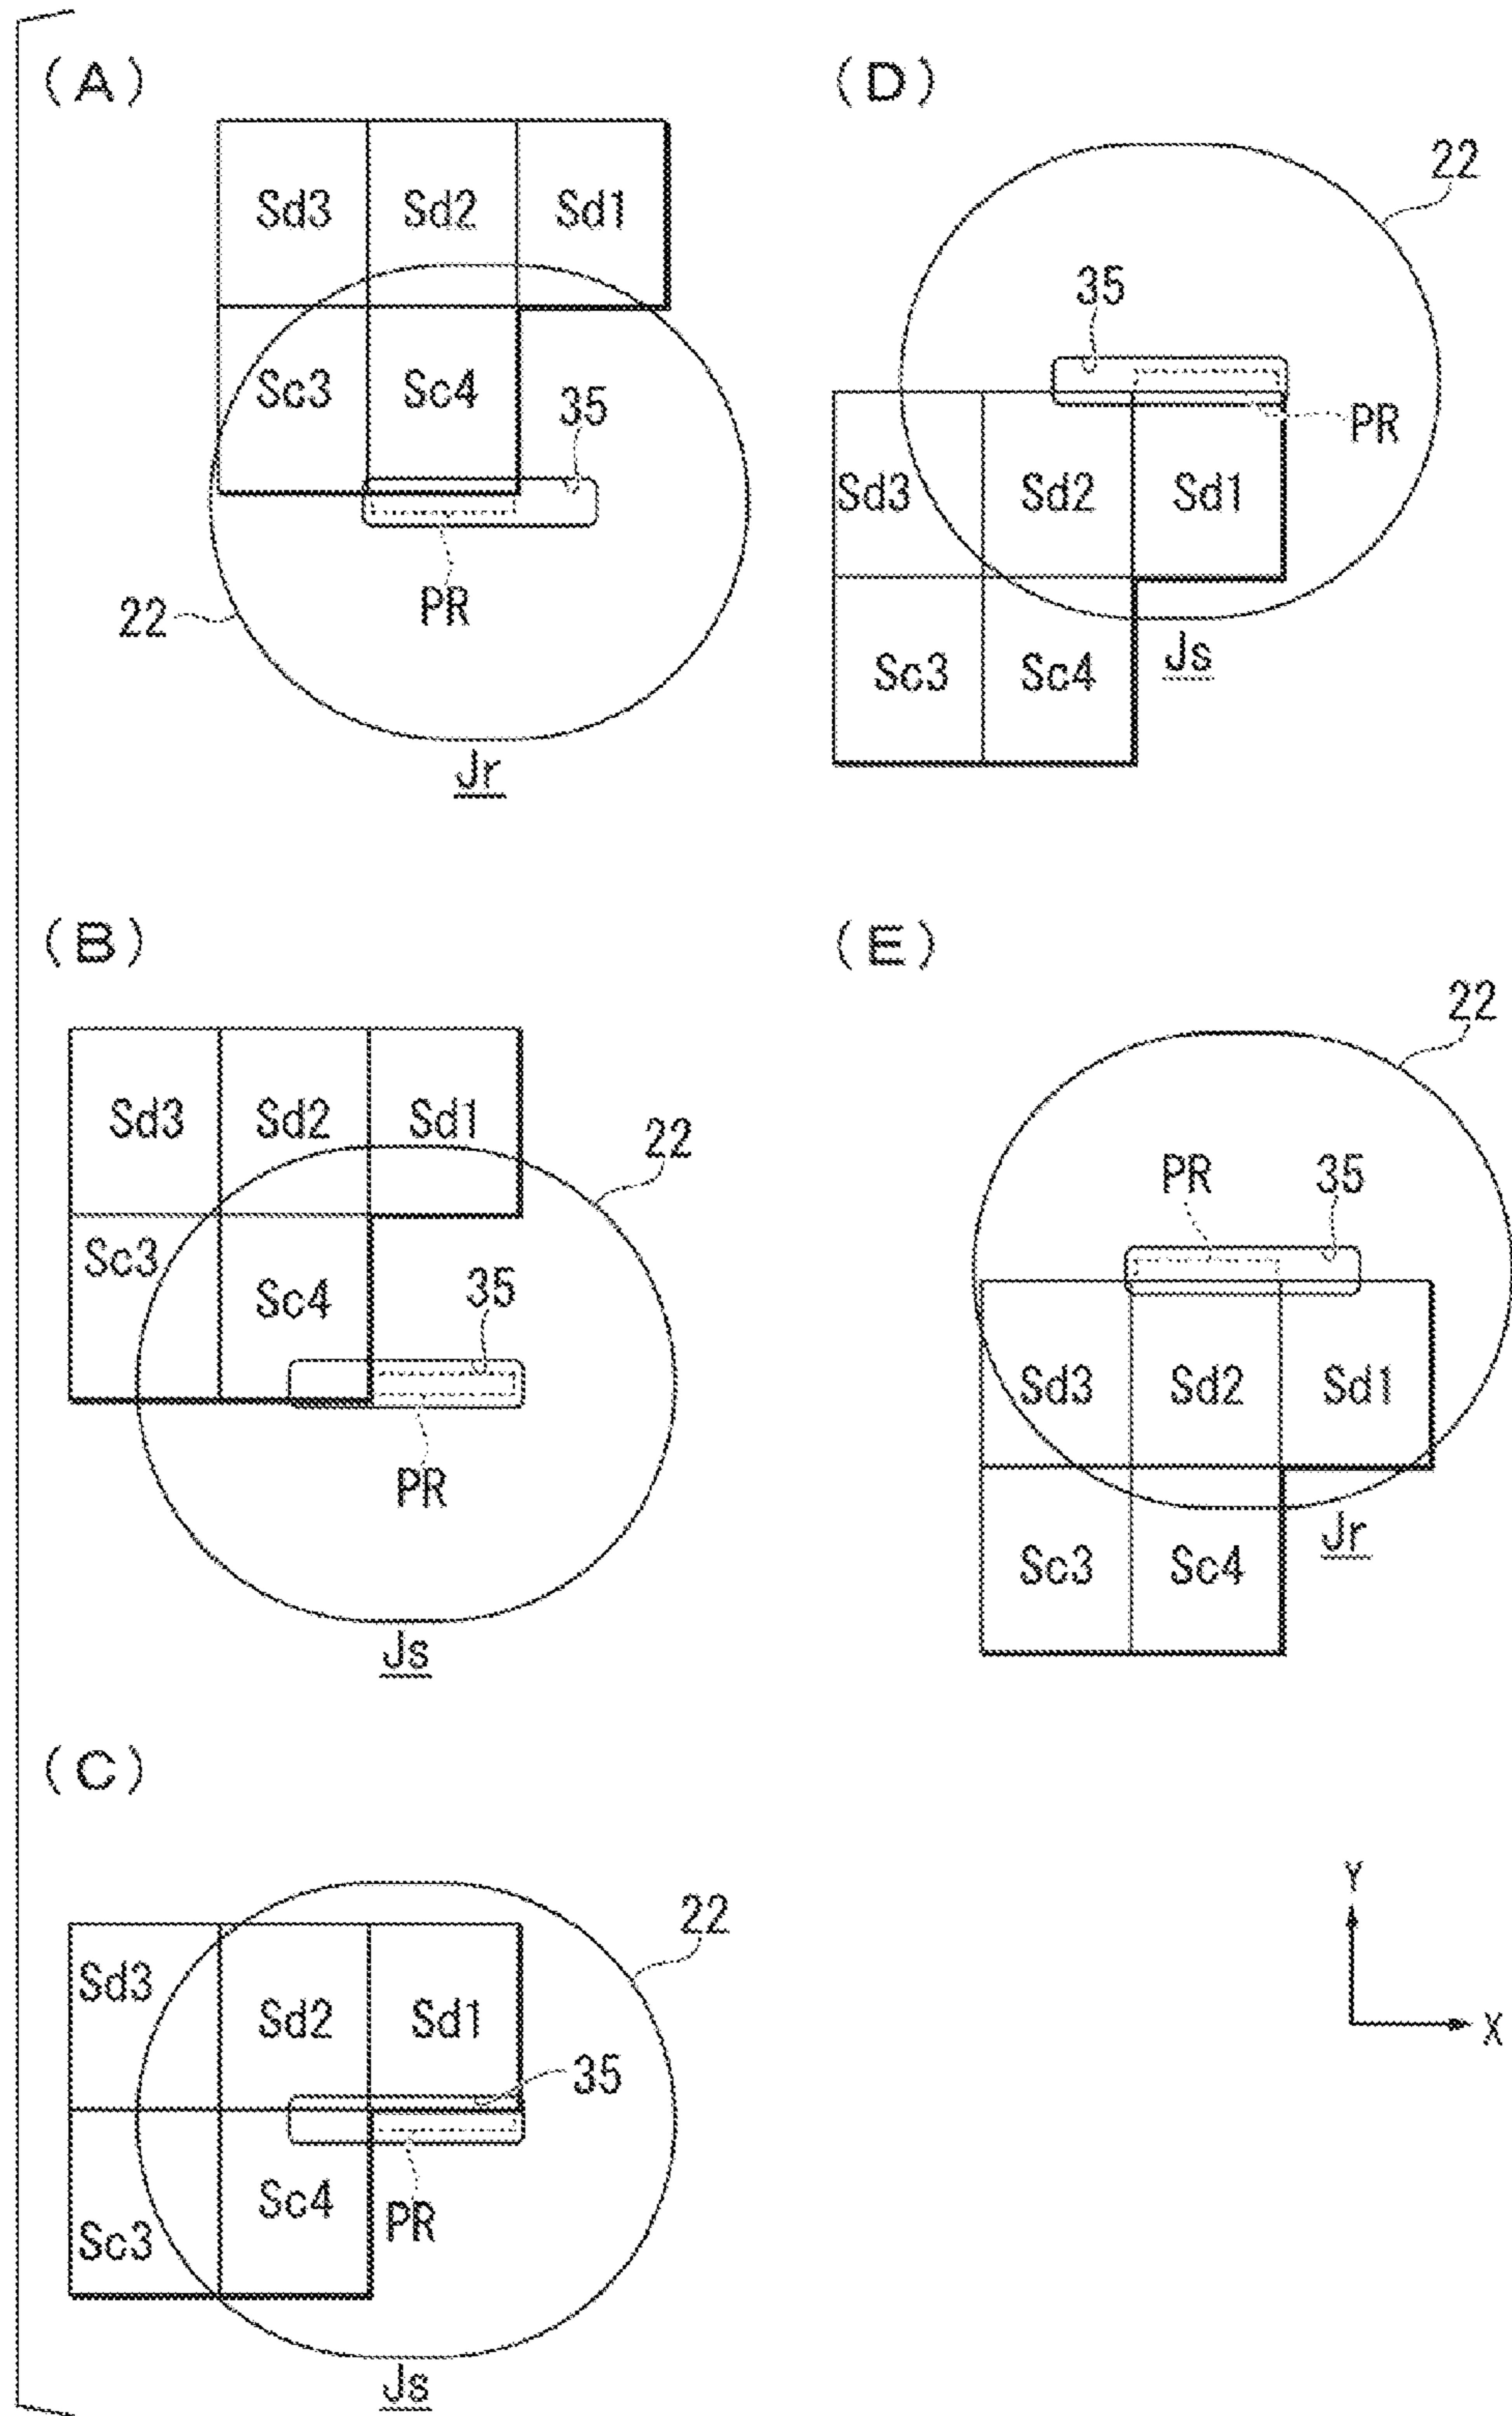 (A)
Sd3 Sd2 Sd1
Sc3 Sc4 35
22 PR
Jr
(B)
Sd3 Sd2 Sd1 22
Sc3 Sc4 35
PR
Js
(C)
22
Sd3 Sd2 Sd1
35
Sc3 Sc4 PR
Js
(D)
22
35
PR
Sd3 Sd2 Sd1
Js
Sc3 Sc4
(E)
22
PR 35
Sd3 Sd2 Sd1
Jr
Sc3 Sc4
Y
X